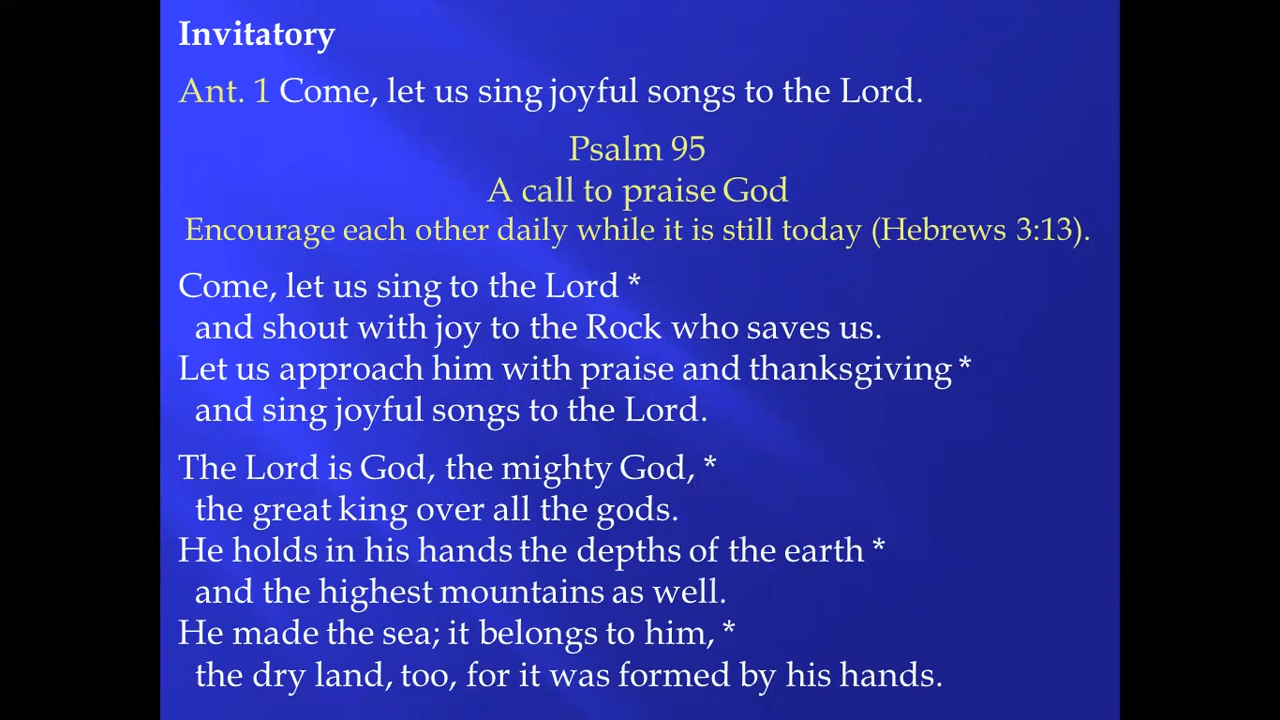 Invitatory
Ant. 1 Come, let us sing joyful songs to the Lord.
Psalm 95
A call to praise God
Encourage each other daily while it is still today (Hebrews 3:13).
Come, let us sing to the Lord *
and shout with joy to the Rock who saves us.
Let us approach him with praise and thanksgiving *
and sing joyful songs to the Lord.
The Lord is God, the mighty God, *
the great king over all the gods.
He holds in his hands the depths of the earth *
and the highest mountains as well.
He made the sea; it belongs to him, *
the dry land, too, for it was formed by his hands.